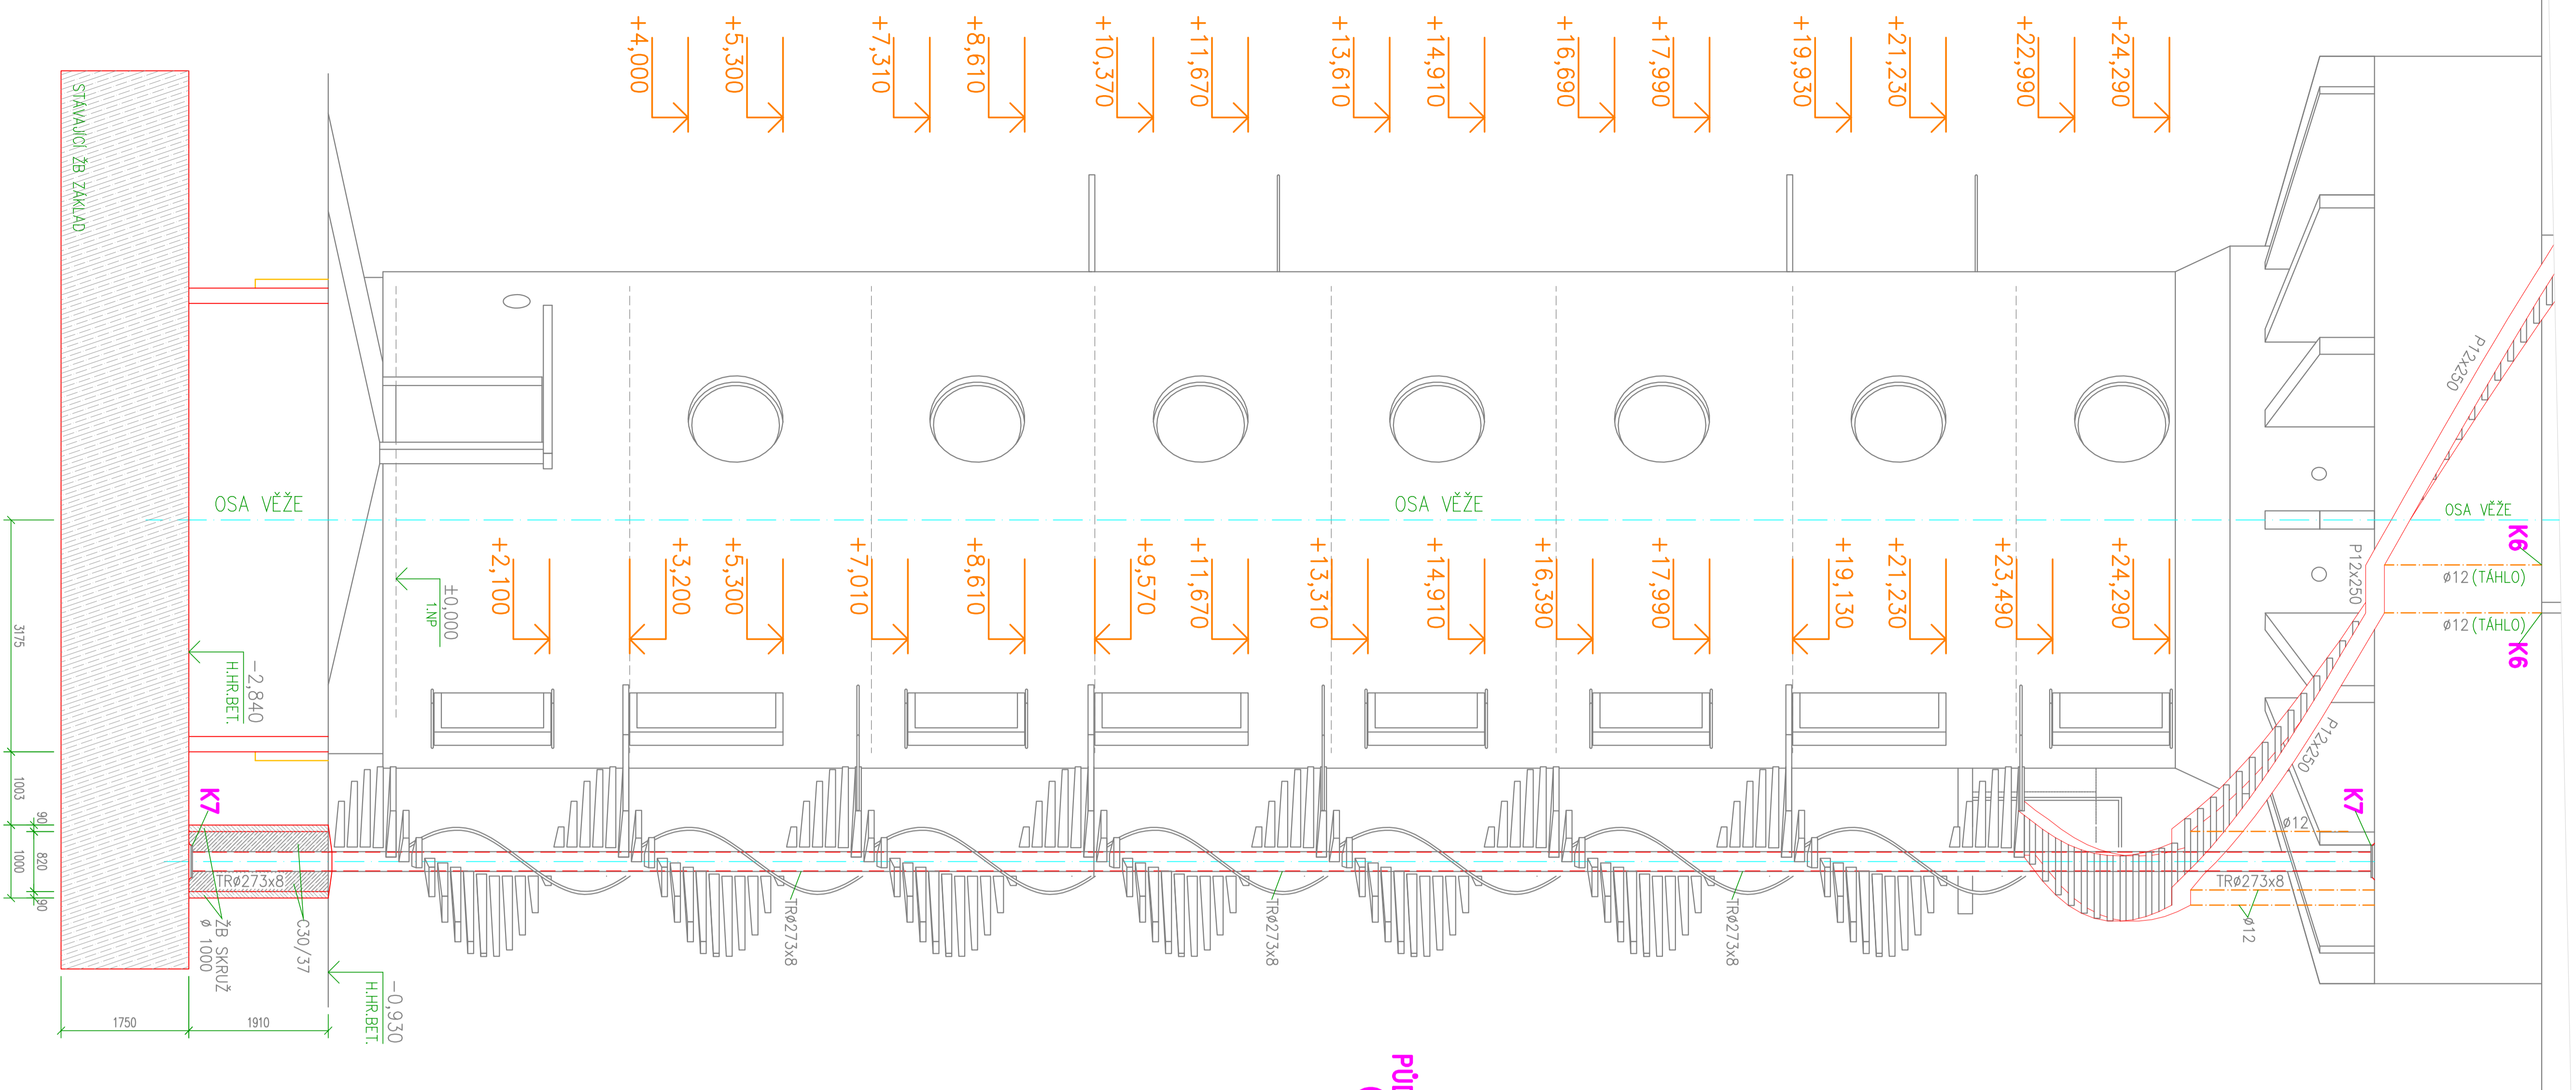 +4,000
+5,300
+7,310
+8,610
+10,370
+11,670
+13,610
+14,910
+16,690
+17,990
+19,930
+21,230
+22,990
+24,290
STÁVAJÍCÍ ŽB ZÁKLAD
P12x250
OSA VĚŽE
OSA VĚŽE
OSA VĚŽE
K6
ø12(TÁHLO)
P12x250
ø12(TÁHLO)
K6
+2,100
±0,000
1.NP
+3,200
+5,300
+7,010
+8,610
+9,570
+11,670
+13,310
+14,910
+16,390
+17,990
+19,130
+21,230
+23,490
+24,290
-2,840
H.HR.BET.
P12x250
K7
K7
ø12
TRø273x8
TRø273x8
ø12
TRø273x8
TRø273x8
TRø273x8
C30/37
ŽB SKRUŽ
ø 1000
-0,930
H.HR.BET.
3175
1003
90
820
1000
90
1750
1910